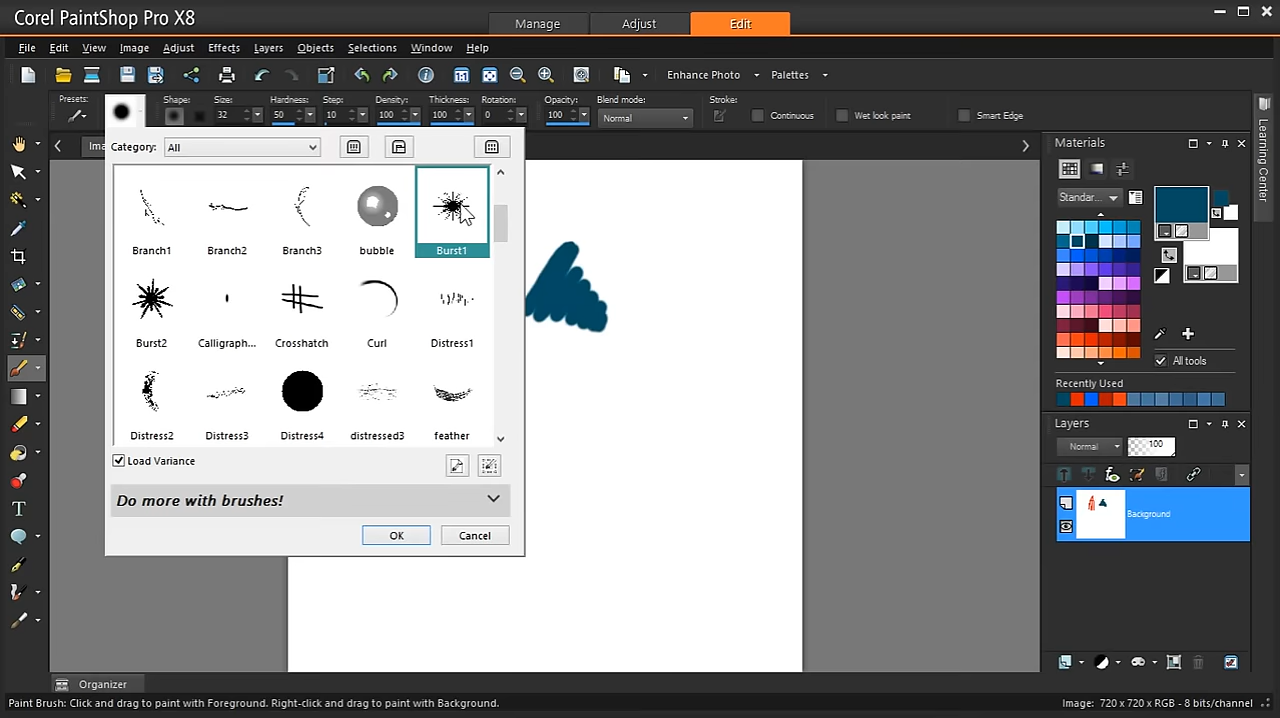 Corel PaintShop Pro X8
Manage
Adjust
Edit
File Edit View Image Adjust Effects Layers Objects Selections Window Help
Enhance Photo
Palettes
Presets:
Shape:
Size:
Hardness:
Step:
Density:
Thickness:
Rotation:
Opacity:
Blend mode:
Stroke:
32
50
10
100
100
0
100
Normal
Continuous
Wet look paint
Smart Edge
Learning Center
Category:
All
Ima
Materials
Standar...
Branch1
Branch2
Branch3
bubble
Burst1
Burst2
Calligraph...
Crosshatch
Curl
Distress1
Distress2
Distress3
Distress4
distressed3
feather
Load Variance
Do more with brushes!
OK
Cancel
All tools
Recently Used
Layers
Normal
100
Background
Organizer
Paint Brush: Click and drag to paint with Foreground. Right-click and drag to paint with Background.
Image: 720 x 720 x RGB - 8 bits/channel